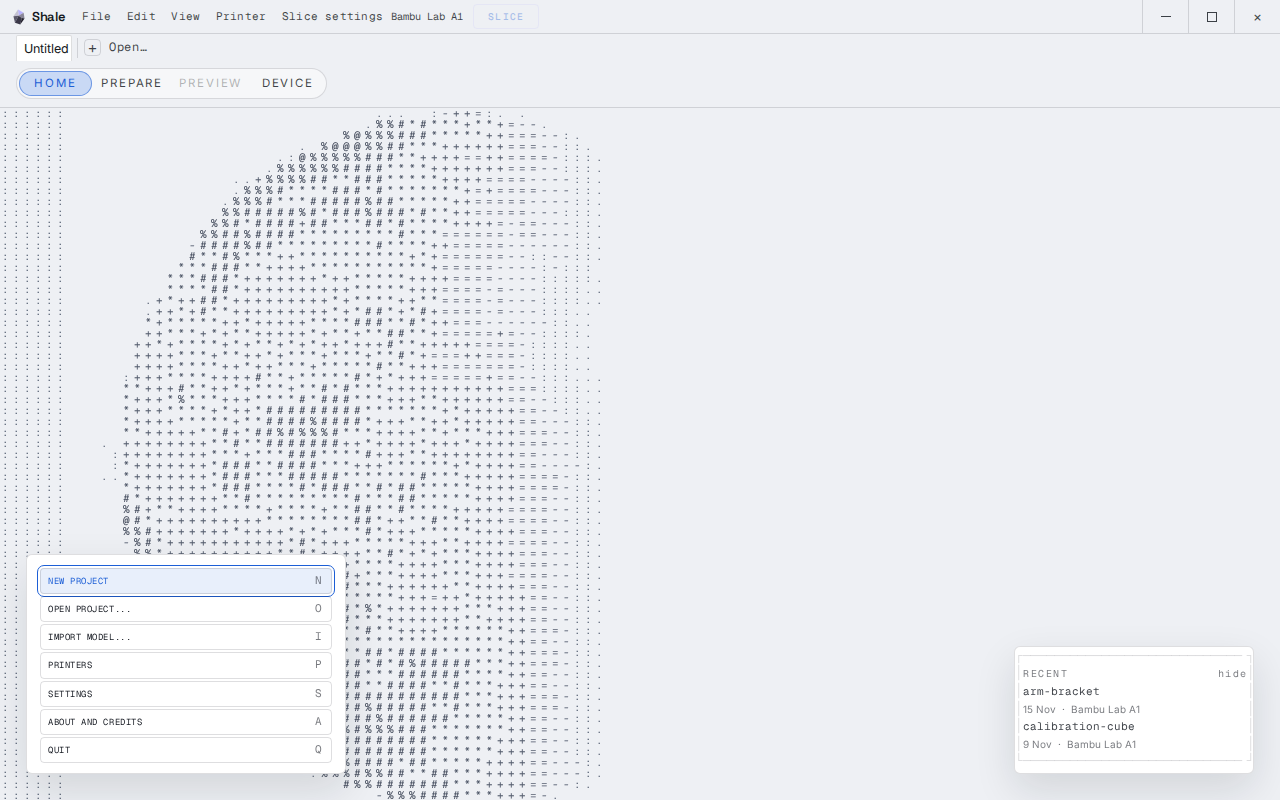 Shale File Edit View Printer Slice settings Bambu Lab A1 SLICE
Untitled + Open…
HOME PREPARE PREVIEW DEVICE
NEW PROJECT N
OPEN PROJECT... O
IMPORT MODEL... I
PRINTERS P
SETTINGS S
ABOUT AND CREDITS A
QUIT Q
RECENT hide
arm-bracket
15 Nov · Bambu Lab A1
calibration-cube
9 Nov · Bambu Lab A1